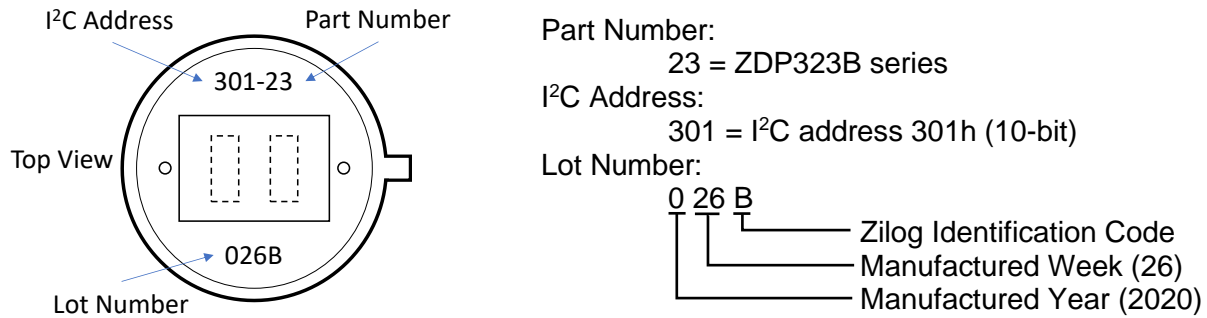 I²C Address
Part Number
301-23
Top View
026B
Lot Number
Part Number:
23 = ZDP323B series
I²C Address:
301 = I²C address 301h (10-bit)
Lot Number:
0 26 B
Zilog Identification Code
Manufactured Week (26)
Manufactured Year (2020)